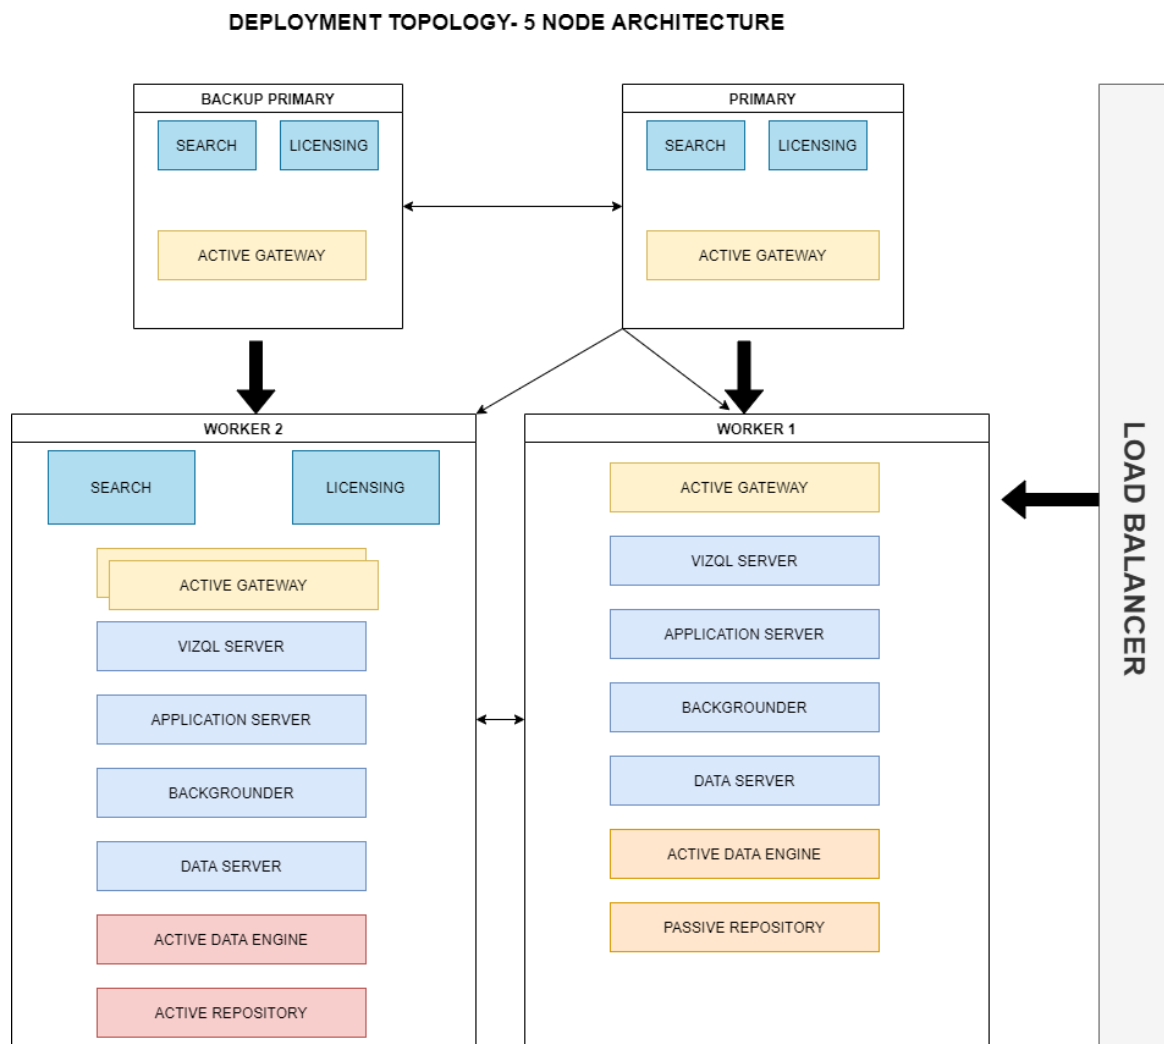 DEPLOYMENT TOPOLOGY- 5 NODE ARCHITECTURE
BACKUP PRIMARY
SEARCH
LICENSING
ACTIVE GATEWAY
PRIMARY
SEARCH
LICENSING
ACTIVE GATEWAY
WORKER 2
SEARCH
LICENSING
ACTIVE GATEWAY
VIZQL SERVER
APPLICATION SERVER
BACKGROUNDER
DATA SERVER
ACTIVE DATA ENGINE
ACTIVE REPOSITORY
WORKER 1
ACTIVE GATEWAY
VIZQL SERVER
APPLICATION SERVER
BACKGROUNDER
DATA SERVER
ACTIVE DATA ENGINE
PASSIVE REPOSITORY
LOAD BALANCER